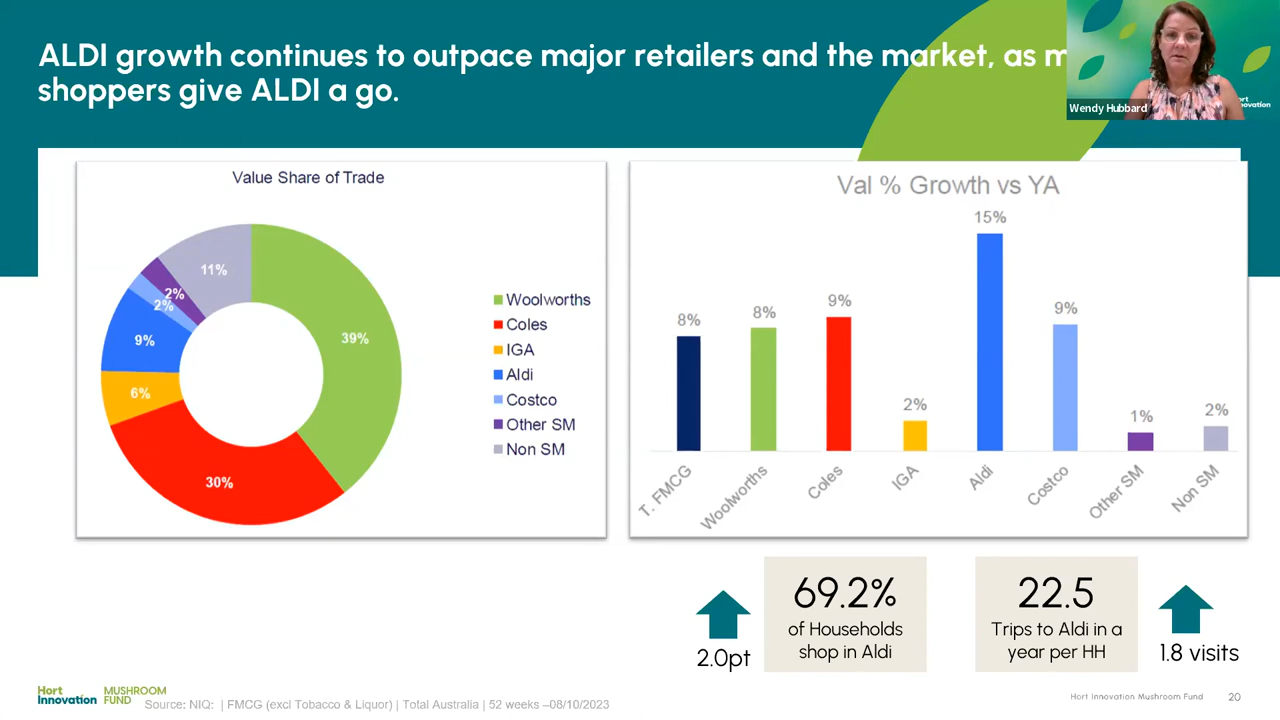 ALDI growth continues to outpace major retailers and the market, as
shoppers give ALDI a go.
Wendy Hubbard
Value Share of Trade
11%
2%
2%
9%
39%
6%
30%
Woolworths
Coles
IGA
Aldi
Costco
Other SM
Non SM
Val % Growth vs YA
8%
8%
9%
2%
15%
9%
1%
2%
T. FMCG
Woolworths
Coles
IGA
Aldi
Costco
Other SM
Non SM
2.0pt
69.2%
of Households
shop in Aldi
22.5
Trips to Aldi in a
year per HH
1.8 visits
Hort
Innovation
MUSHROOM
FUND
Source: NIQ: | FMCG (excl Tobacco & Liquor) | Total Australia | 52 weeks –08/10/2023
Hort Innovation Mushroom Fund
20